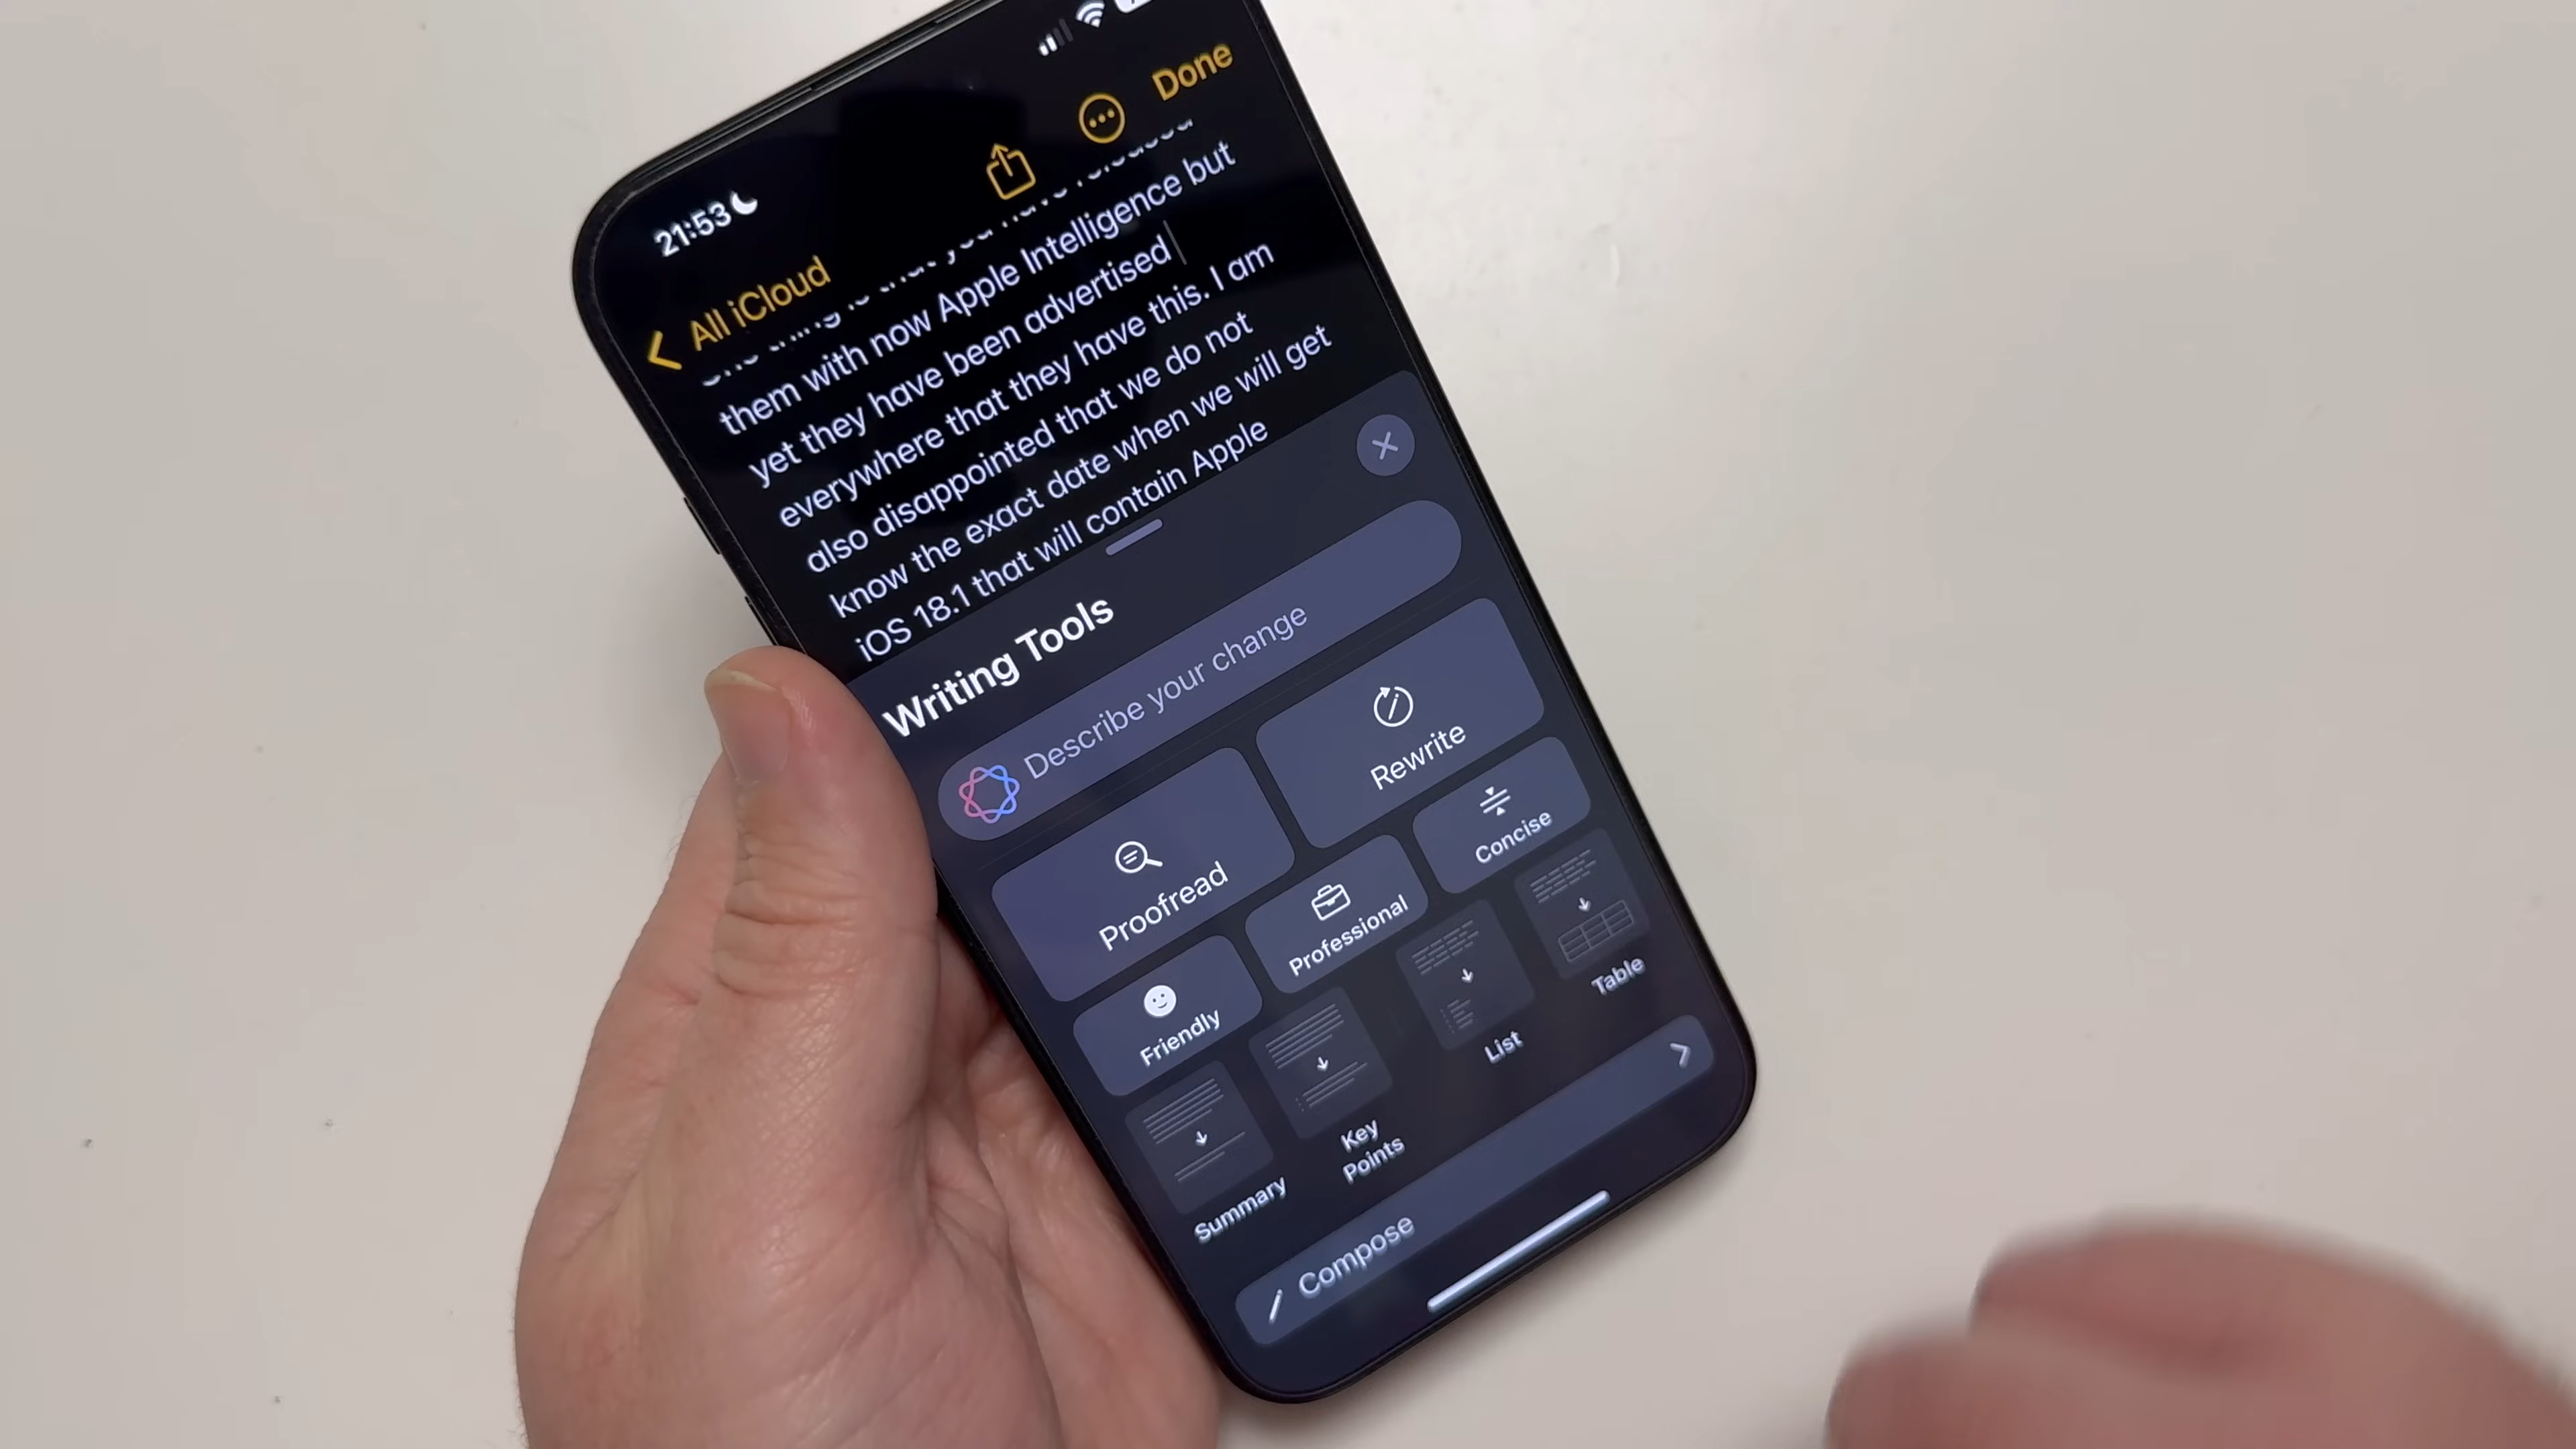 21:53
Done
All iCloud
them with now Apple Intelligence but
yet they have been advertised
everywhere that they have this. I am
also disappointed that we do not
know the exact date when we will get
iOS 18.1 that will contain Apple
Writing Tools
Describe your change
Proofread
Rewrite
Friendly
Professional
Concise
Summary
Key
Points
List
Table
Compose